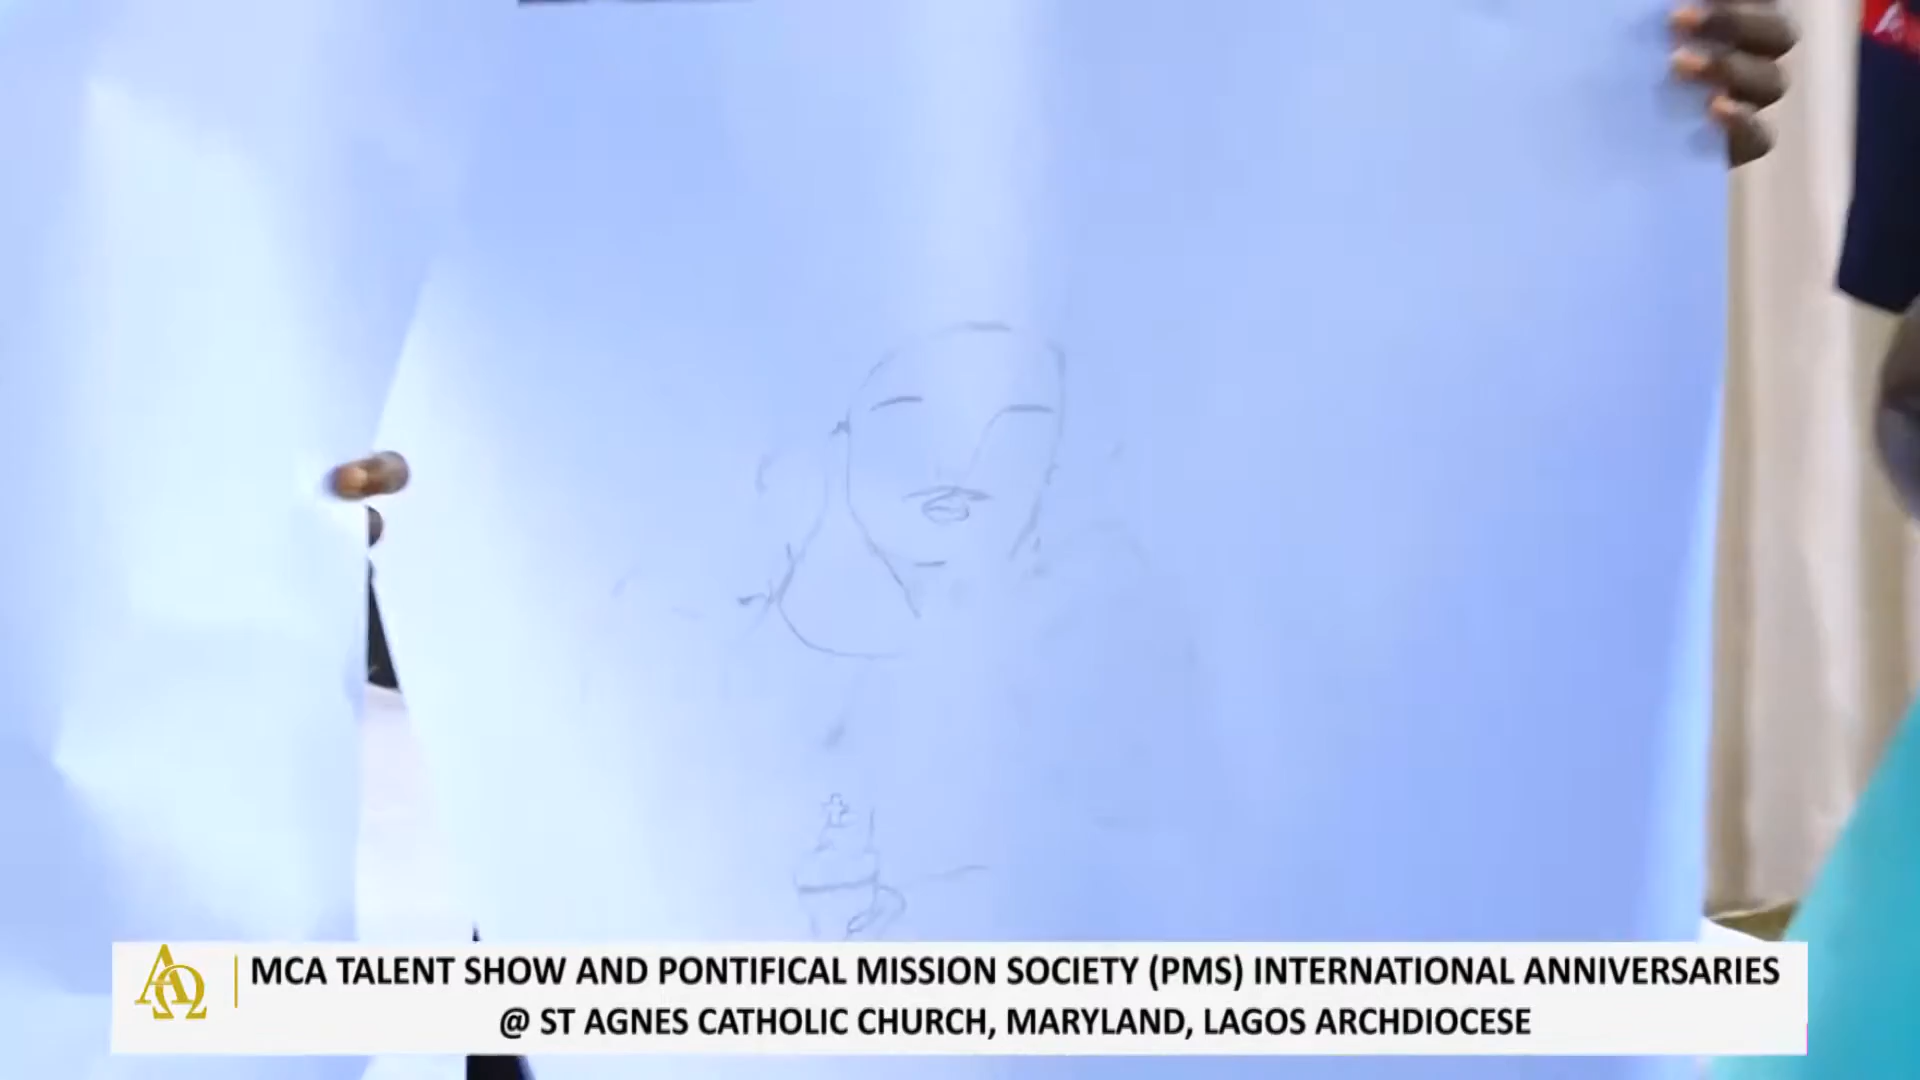 MCA TALENT SHOW AND PONTIFICAL MISSION SOCIETY (PMS) INTERNATIONAL ANNIVERSARIES
@ ST AGNES CATHOLIC CHURCH, MARYLAND, LAGOS ARCHDIOCESE